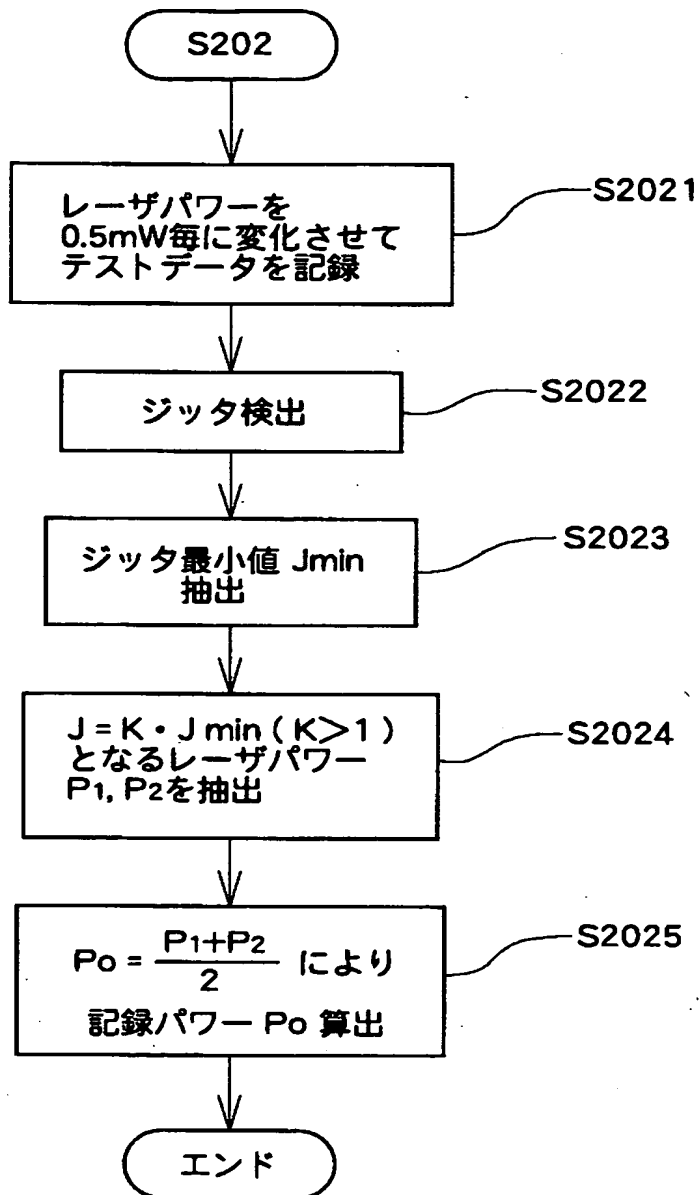 S202
レーザパワーを
0.5mW毎に変化させて
テストデータを記録
S2021
ジッタ検出
S2022
ジッタ最小値 Jmin
抽出
S2023
J = K・J min ( K>1 )
となるレーザパワー
P1, P2を抽出
S2024
Po = P1+P2 / 2 により
記録パワー Po 算出
S2025
エンド